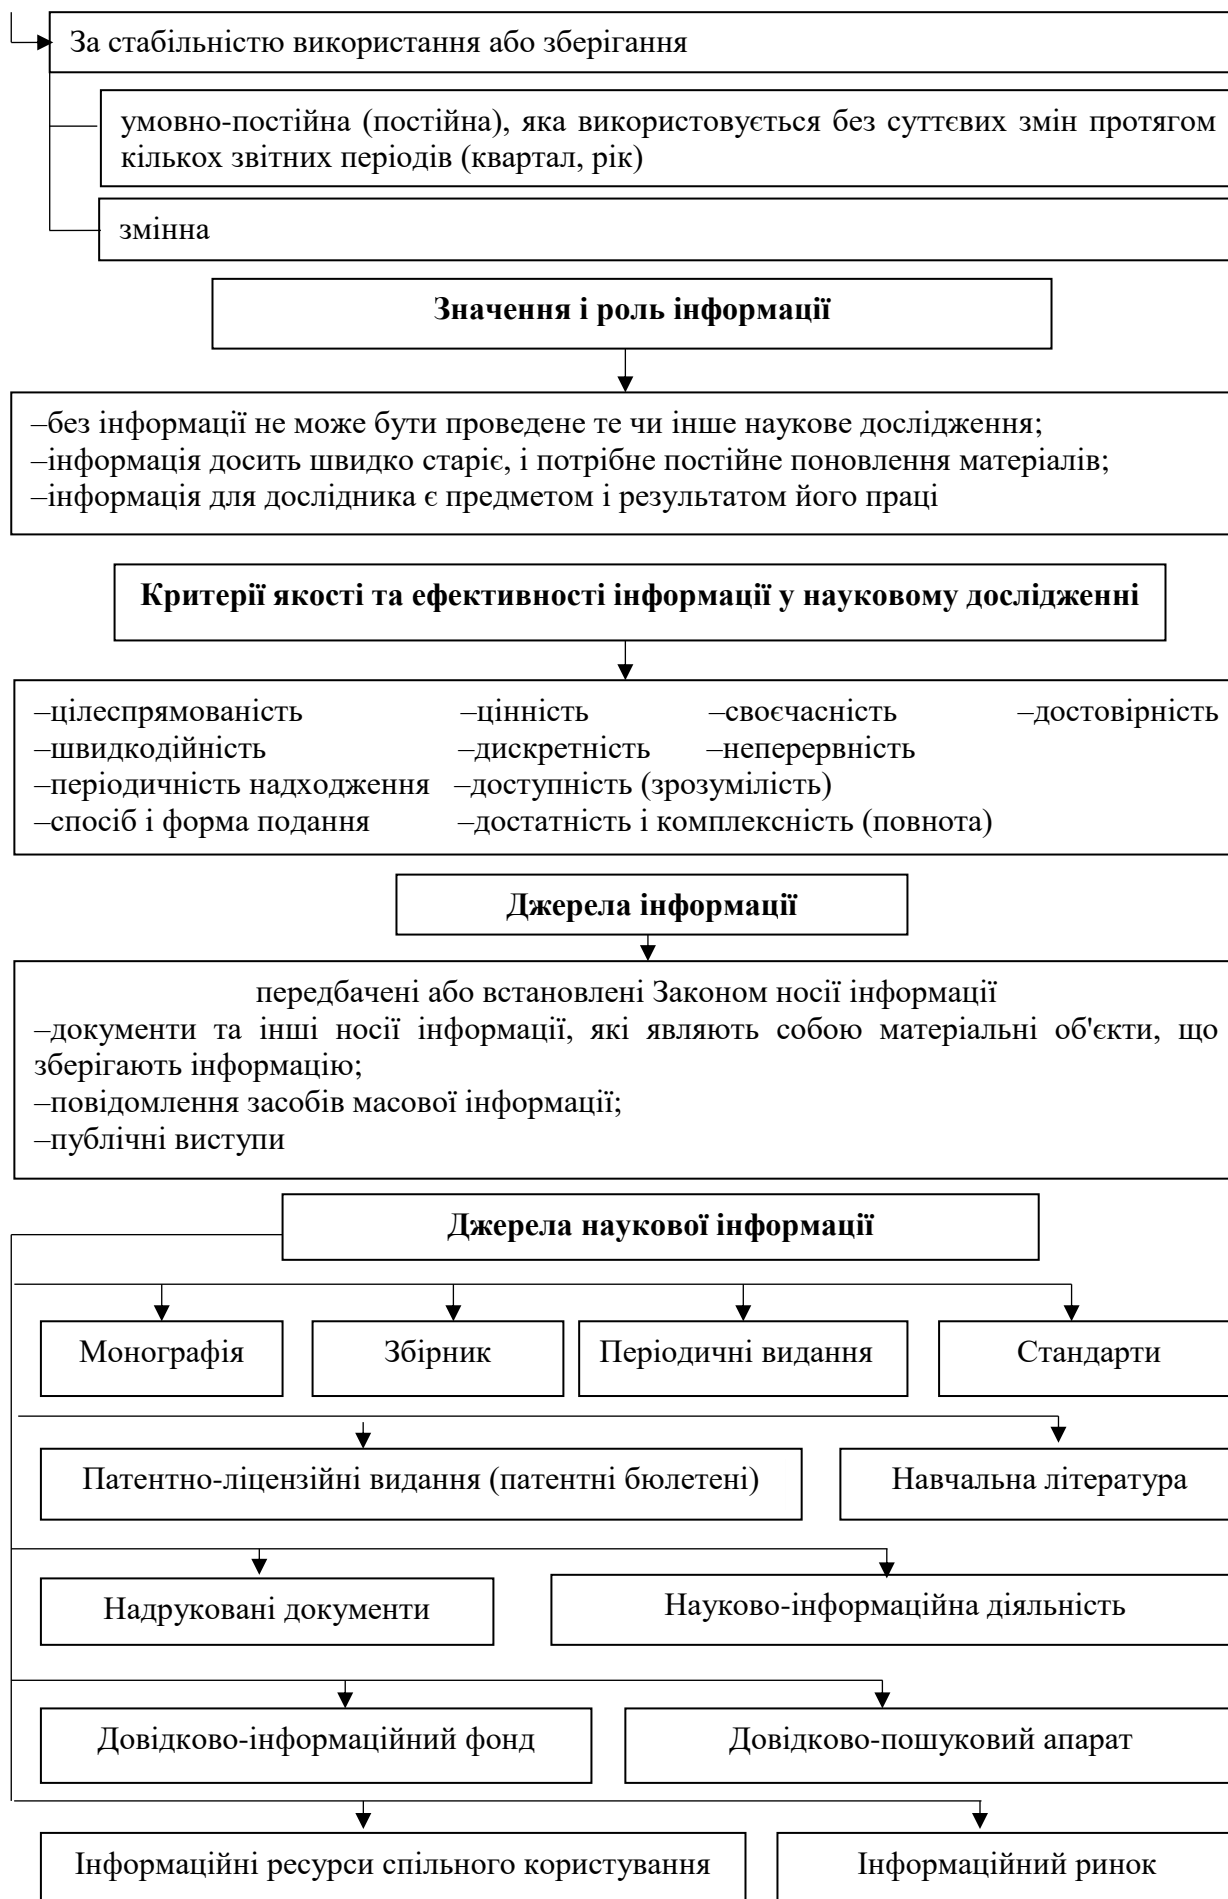 За стабільністю використання або зберігання
умовно-постійна (постійна), яка використовується без суттєвих змін протягом
кількох звітних періодів (квартал, рік)
змінна
Значення і роль інформації
–без інформації не може бути проведене те чи інше наукове дослідження;
–інформація досить швидко старіє, і потрібне постійне поновлення матеріалів;
–інформація для дослідника є предметом і результатом його праці
Критерії якості та ефективності інформації у науковому дослідженні
–цілеспрямованість –цінність –своєчасність –достовірність
–швидкодійність –дискретність –неперервність
–періодичність надходження –доступність (зрозумілість)
–спосіб і форма подання –достатність і комплексність (повнота)
Джерела інформації
передбачені або встановлені Законом носії інформації
–документи та інші носії інформації, які являють собою матеріальні об'єкти, що
зберігають інформацію;
–повідомлення засобів масової інформації;
–публічні виступи
Джерела наукової інформації
Монографія Збірник Періодичні видання Стандарти
Патентно-ліцензійні видання (патентні бюлетені) Навчальна література
Надруковані документи Науково-інформаційна діяльність
Довідково-інформаційний фонд Довідково-пошуковий апарат
Інформаційні ресурси спільного користування Інформаційний ринок